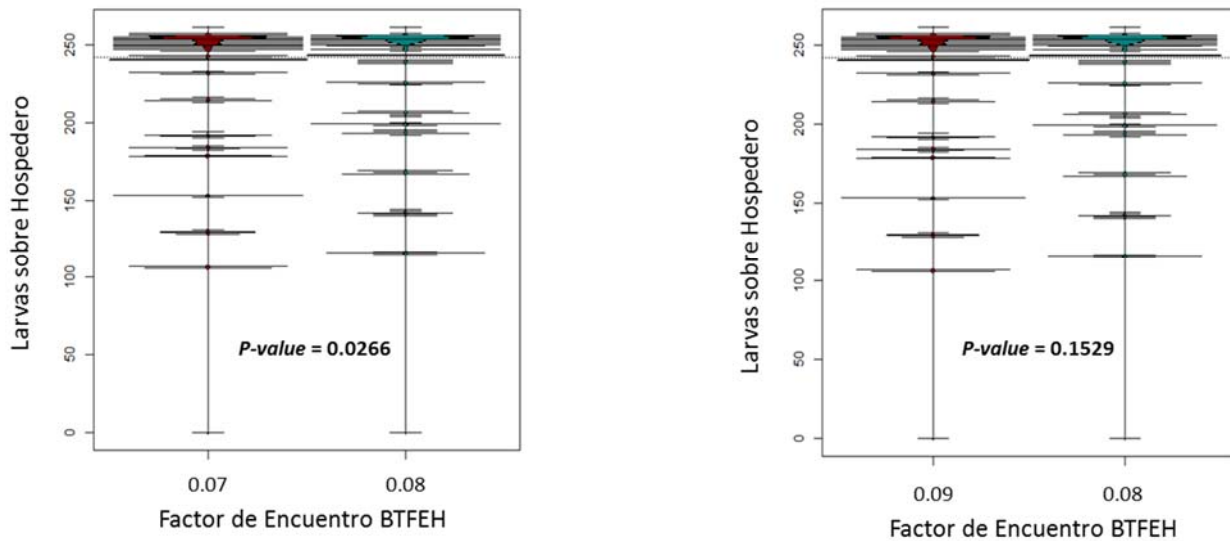 Larvas sobre Hospedero
250
200
150
100
50
0
P-value = 0.0266
0.07 0.08
Factor de Encuentro BTFEH
Larvas sobre Hospedero
250
200
150
100
50
0
P-value = 0.1529
0.09 0.08
Factor de Encuentro BTFEH